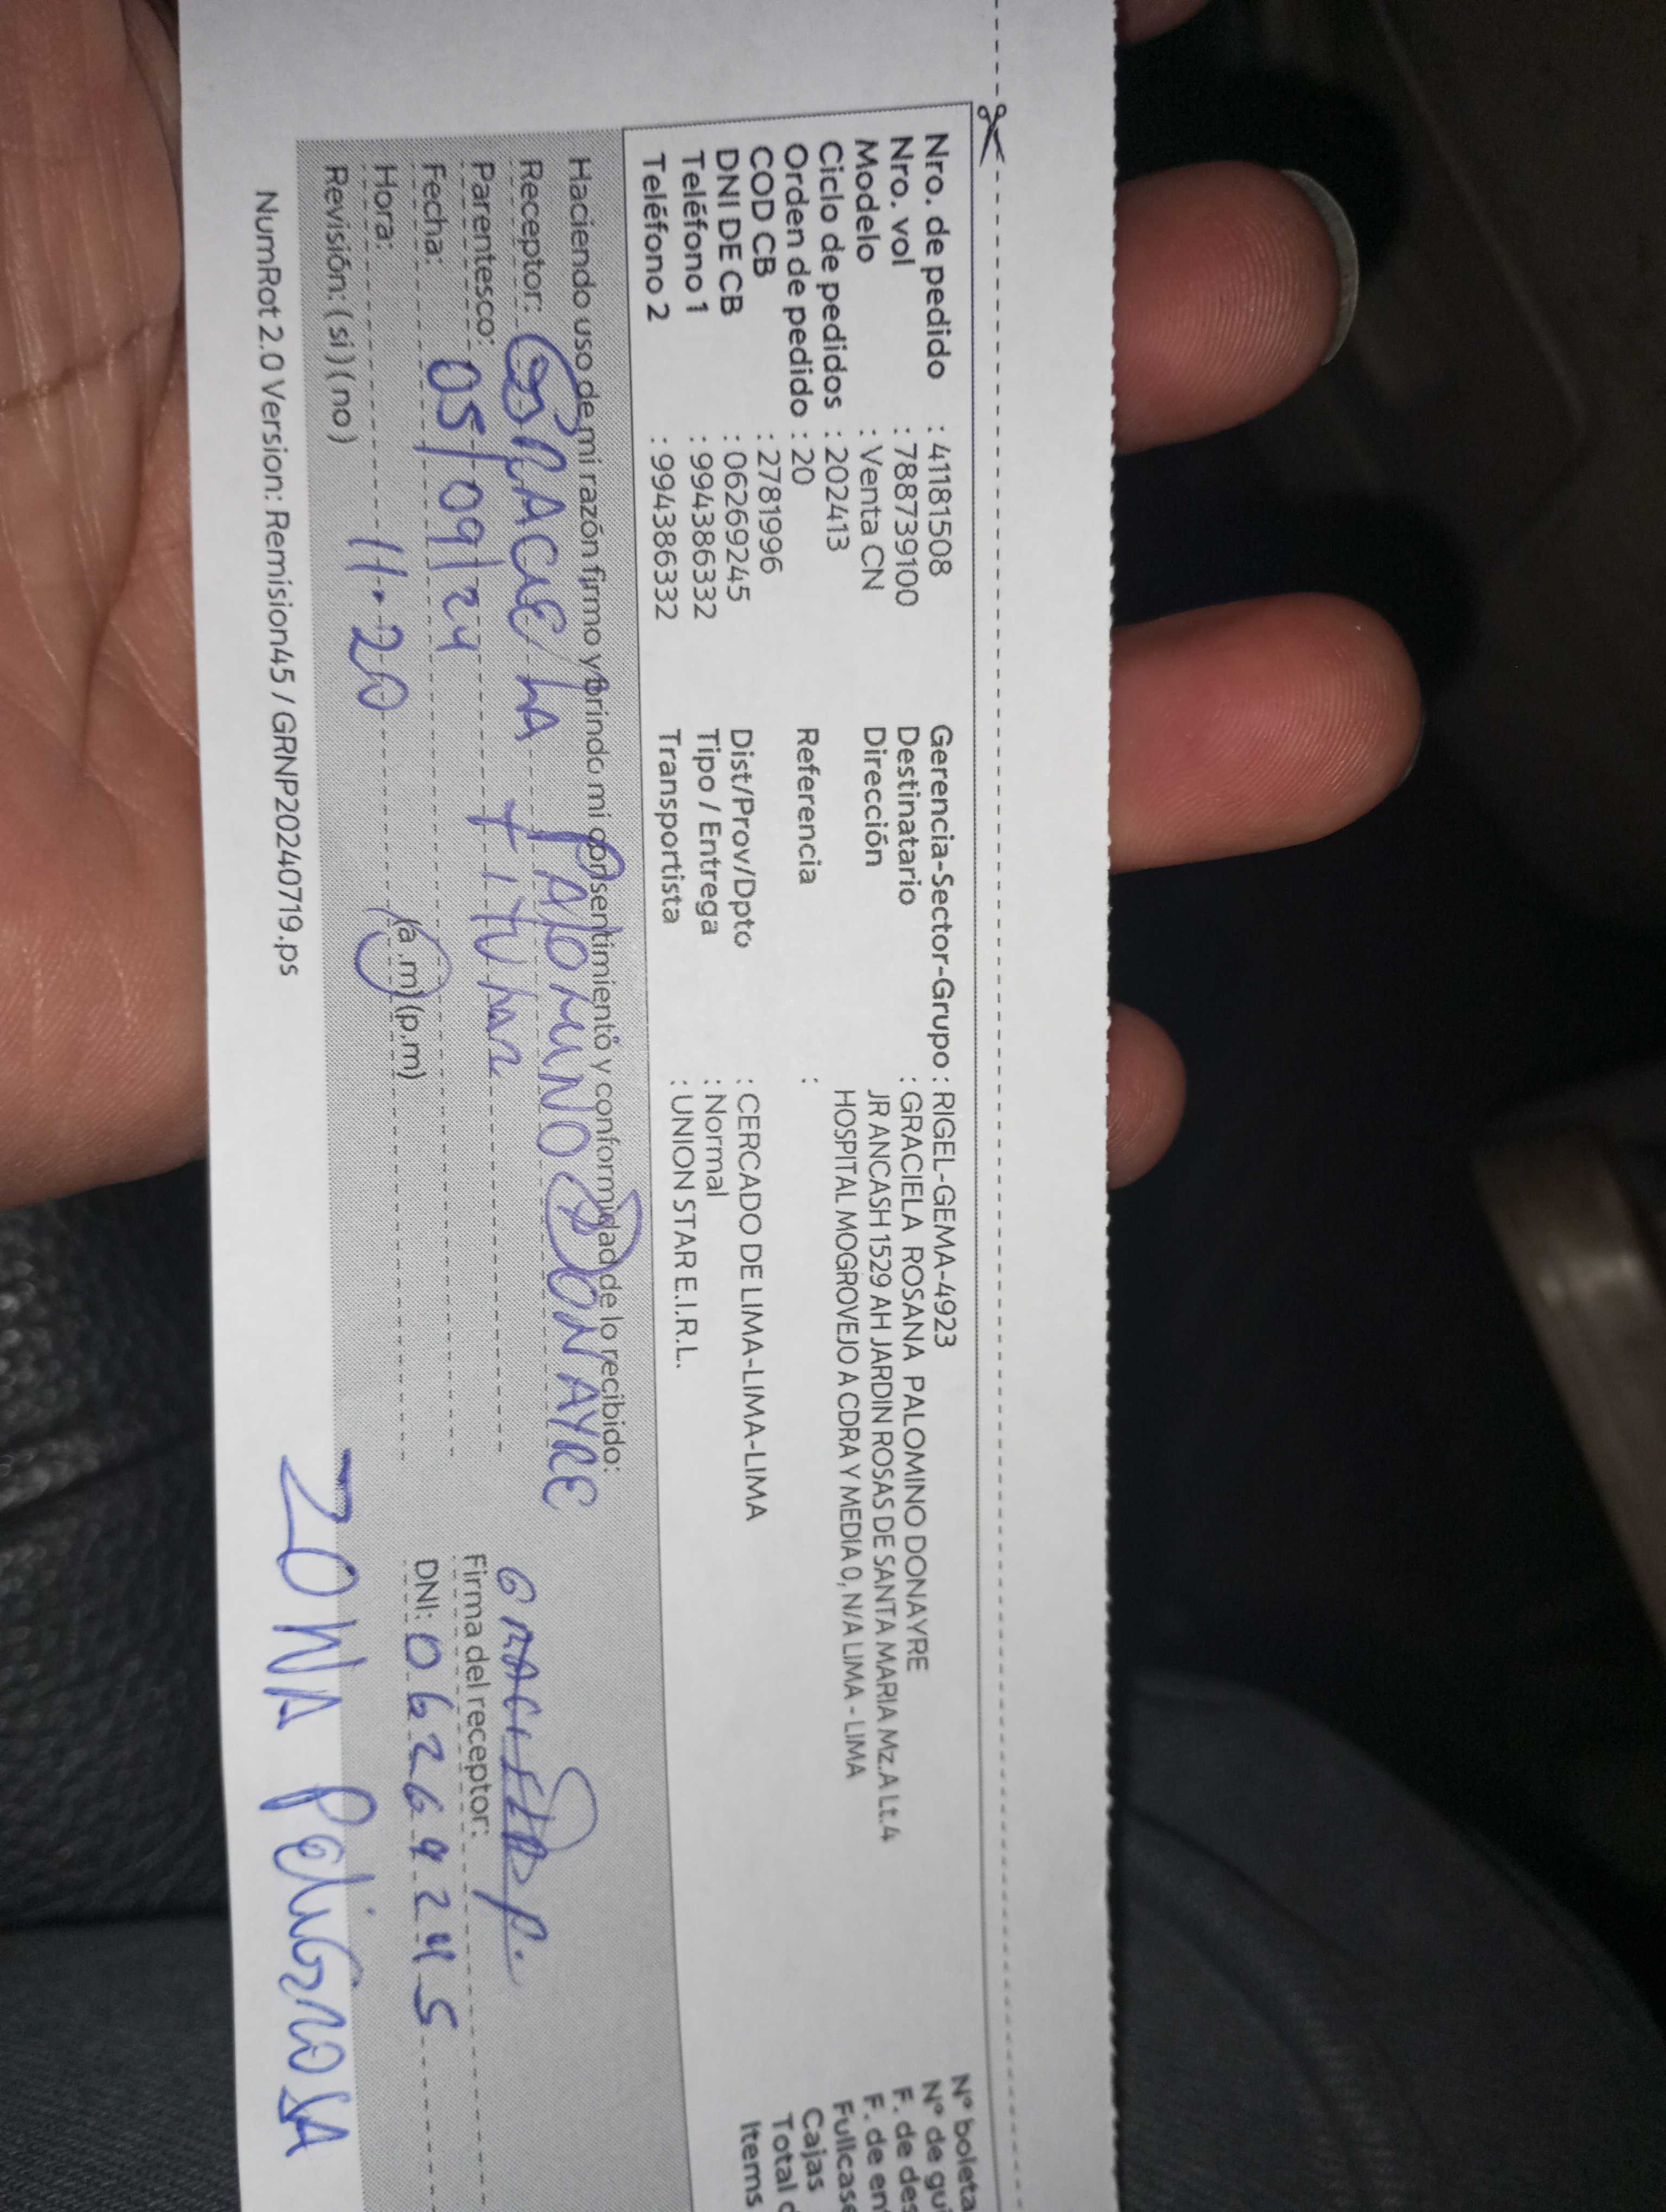 Nro. de pedido : 41181508
Nro. vol : 788739100
Modelo : Venta CN
Ciclo de pedidos : 202413
Orden de pedido : 20
COD CB : 2781996
DNI DE CB : 06269245
Teléfono 1 : 994386332
Teléfono 2 : 994386332
Gerencia-Sector-Grupo : RIGEL-GEMA-4923
Destinatario : GRACIELA ROSANA PALOMINO DONAYRE
Dirección JR ANCASH 1529 AH JARDIN ROSAS DE SANTA MARIA Mz.A Lt.4
HOSPITAL MOGROVEJO A CDRA Y MEDIA 0, N/A LIMA - LIMA
Referencia :
Dist/Prov/Dpto : CERCADO DE LIMA-LIMA-LIMA
Tipo / Entrega : Normal
Transportista : UNION STAR E.I.R.L.
N° boleta
N° de gu
F. de des
F. de en
Fullcase
Cajas
Total
Items
Haciendo uso de mi razón firmo y brindo mi consentimiento y conformidad de lo recibido:
Receptor: GRACIELA PALOMINO DONAYRE
Parentesco: titular
Fecha: 05/09/24
Hora: 11:20 (a.m) (p.m)
Revisión: (si) (no)
Firma del receptor:
DNI: 06269245
NumRot 2.0 Version: Remision45 / GRNP20240719.ps
ZONA PELIGROSA